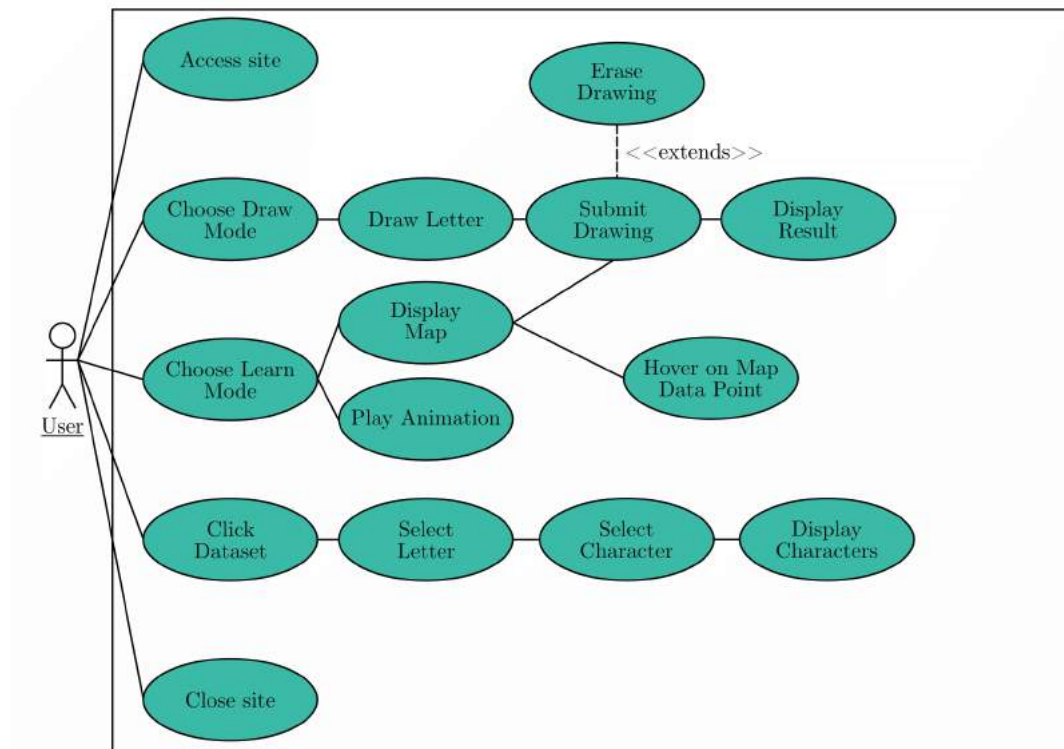 Access site
Erase
Drawing
<<extends>>
Choose Draw
Mode
Draw Letter
Submit
Drawing
Display
Result
Display
Map
Choose Learn
Mode
Hover on Map
Data Point
Play Animation
User
Click
Dataset
Select
Letter
Select
Character
Display
Characters
Close site